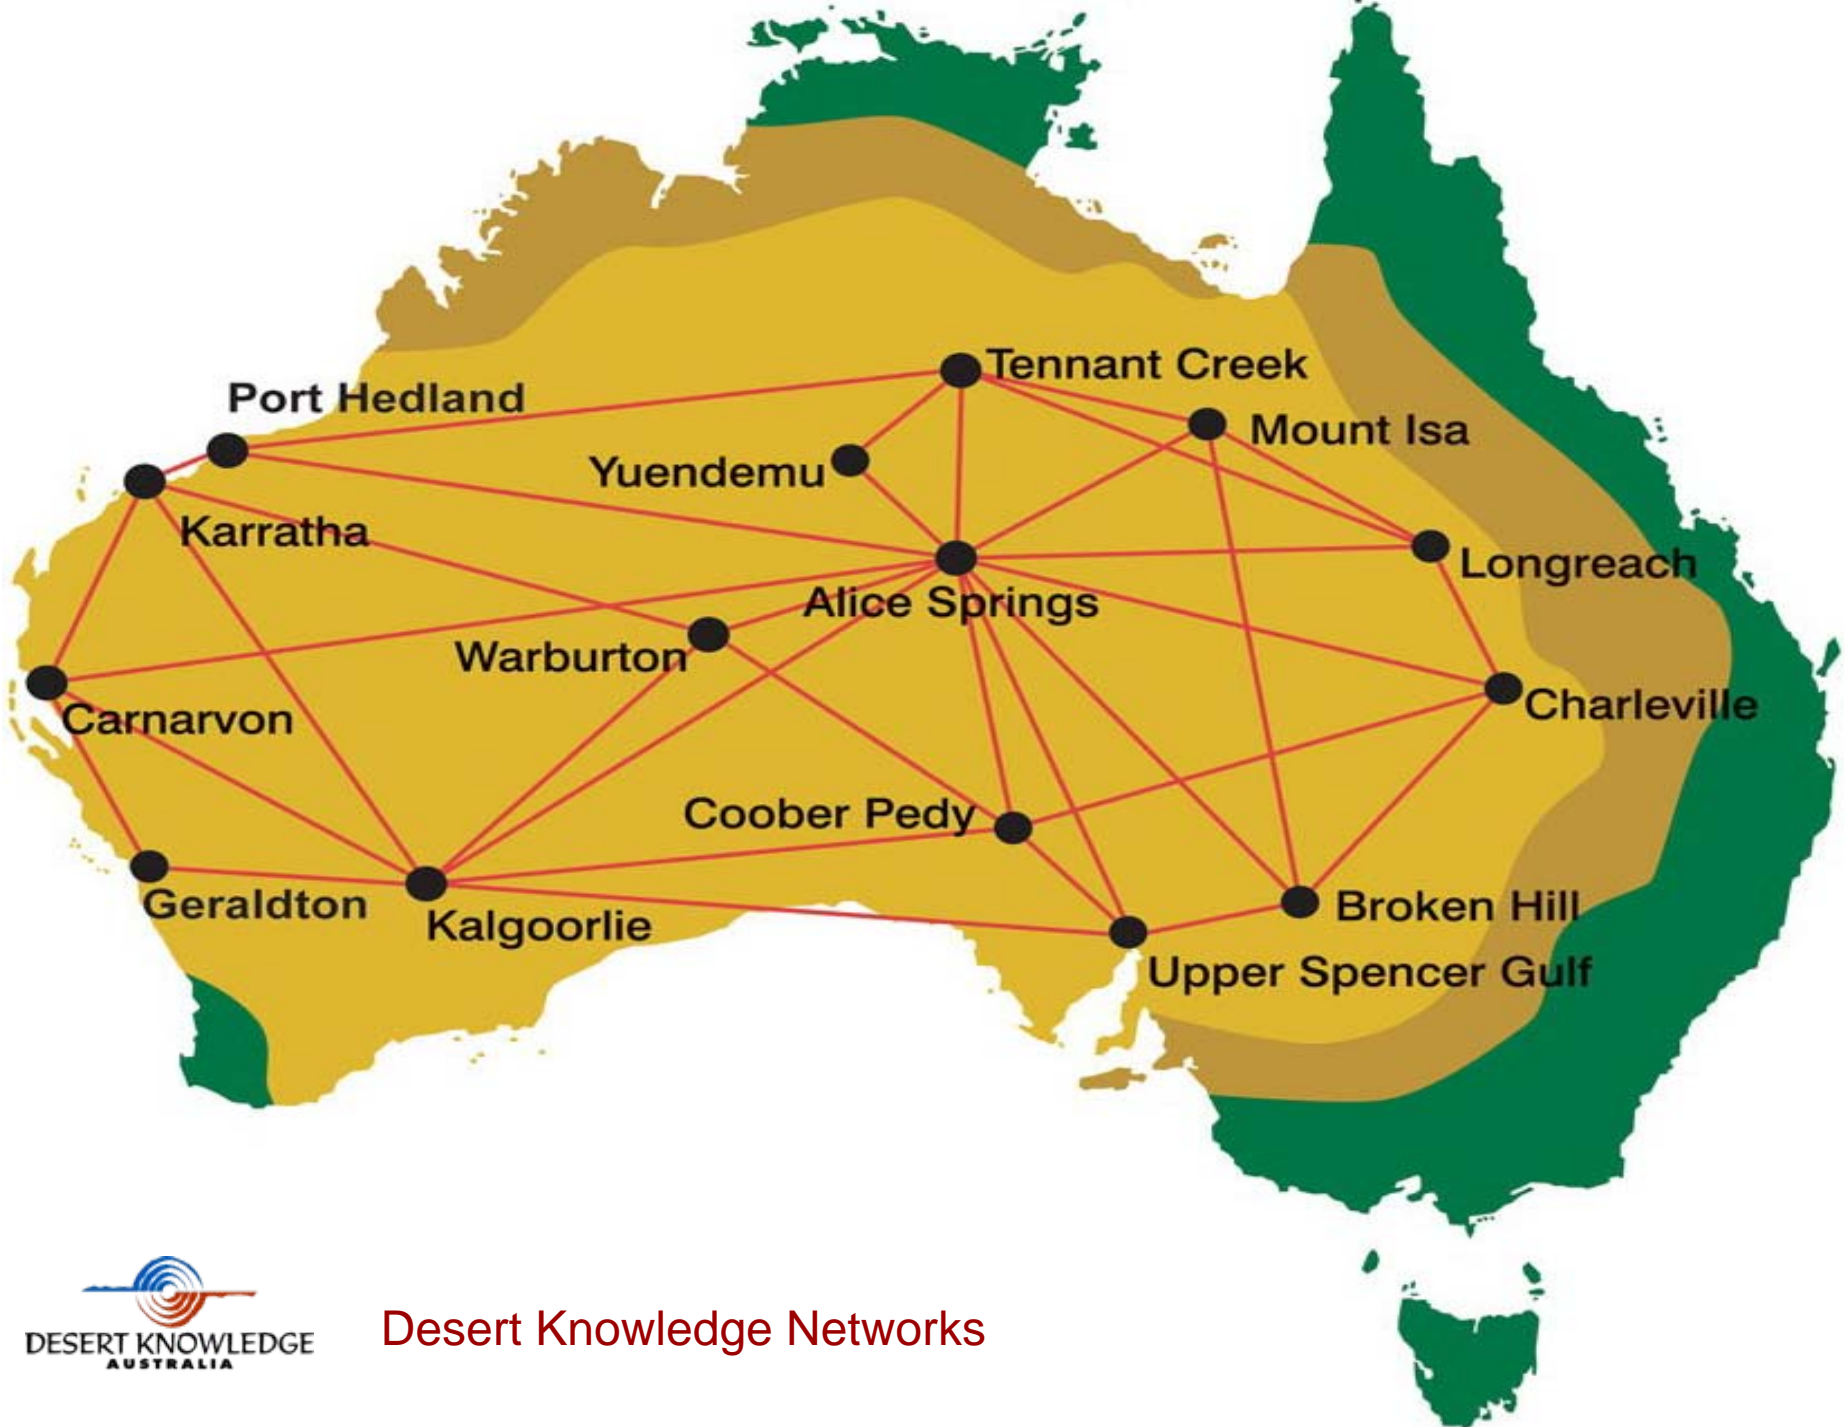 Tennant Creek
Port Hedland
Mount Isa
Yuendemu
Karratha
Longreach
Alice Springs
Warburton
Charleville
Carnarvon
Coober Pedy
Geraldton
Broken Hill
Kalgoorlie
Upper Spencer Gulf
DESERT KNOWLEDGE
AUSTRALIA
Desert Knowledge Networks